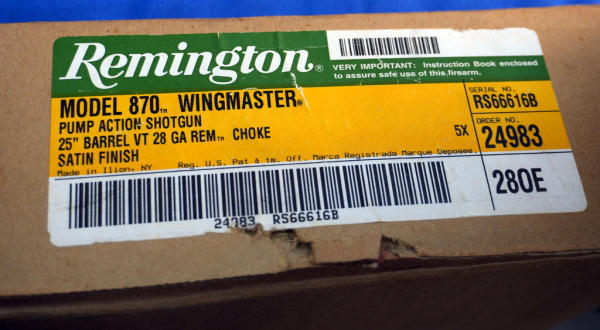 Remington®
VERY IMPORTANT: Instruction Book enclosed
to assure safe use of this firearm.
MODEL 870™ WINGMASTER®
PUMP ACTION SHOTGUN
25" BARREL VT 28 GA REM™ CHOKE 5X
SATIN FINISH
Made in Ilion, NY Reg. U.S. Pat & tm. Off. Marca Registrada Marque Deposee.
SERIAL NO.
RS66616B
ORDER NO.
24983
280E
24983 RS66616B